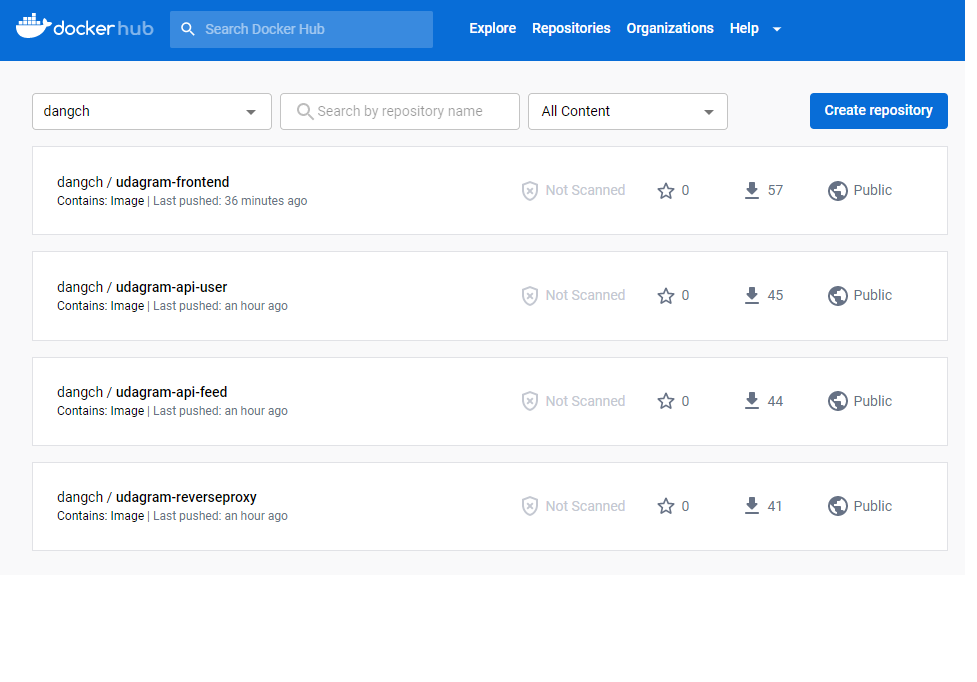 docker hub Search Docker Hub Explore Repositories Organizations Help
dangch Search by repository name All Content Create repository
dangch / udagram-frontend
Contains: Image | Last pushed: 36 minutes ago
Not Scanned 0 57 Public
dangch / udagram-api-user
Contains: Image | Last pushed: an hour ago
Not Scanned 0 45 Public
dangch / udagram-api-feed
Contains: Image | Last pushed: an hour ago
Not Scanned 0 44 Public
dangch / udagram-reverseproxy
Contains: Image | Last pushed: an hour ago
Not Scanned 0 41 Public